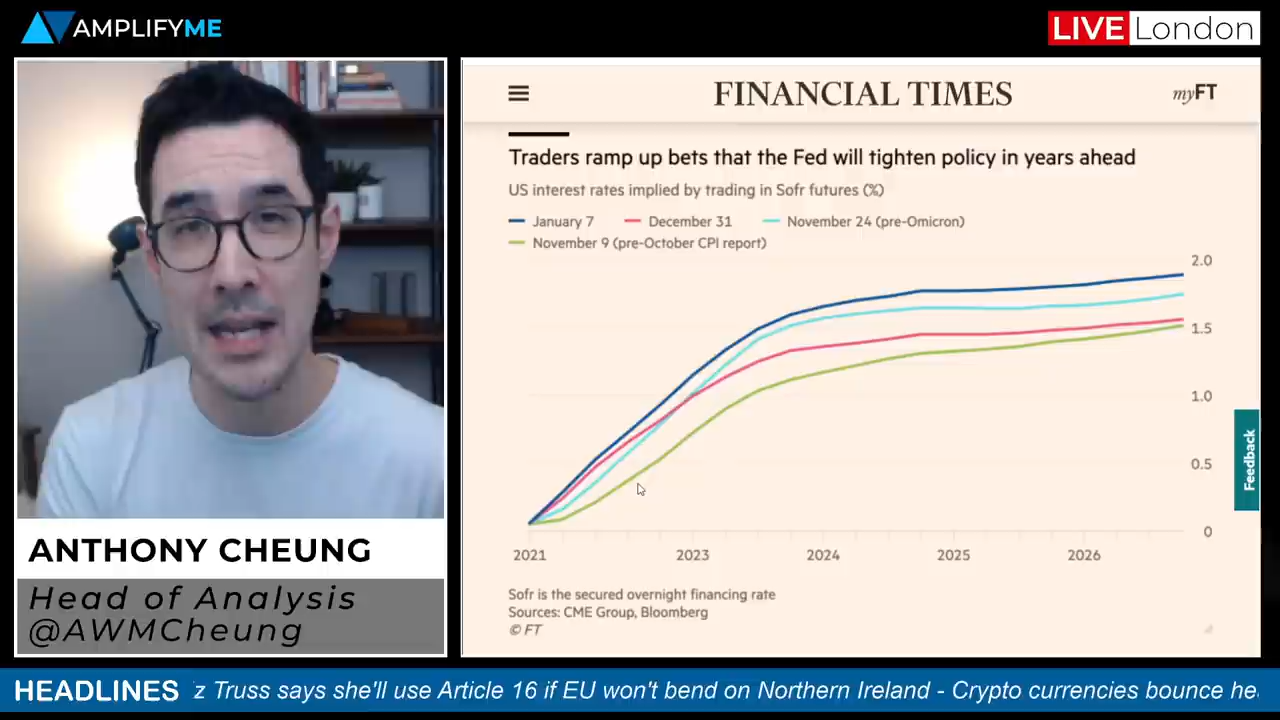 AMPLIFYME
LIVE London
FINANCIAL TIMES
myFT
Traders ramp up bets that the Fed will tighten policy in years ahead
US interest rates implied by trading in Sofr futures (%)
January 7 December 31 November 24 (pre-Omicron)
November 9 (pre-October CPI report)
2.0
1.5
1.0
0.5
0
2021 2023 2024 2025 2026
Sofr is the secured overnight financing rate
Sources: CME Group, Bloomberg
© FT
Feedback
ANTHONY CHEUNG
Head of Analysis
@AWMCheung
HEADLINES z Truss says she'll use Article 16 if EU won't bend on Northern Ireland - Crypto currencies bounce he